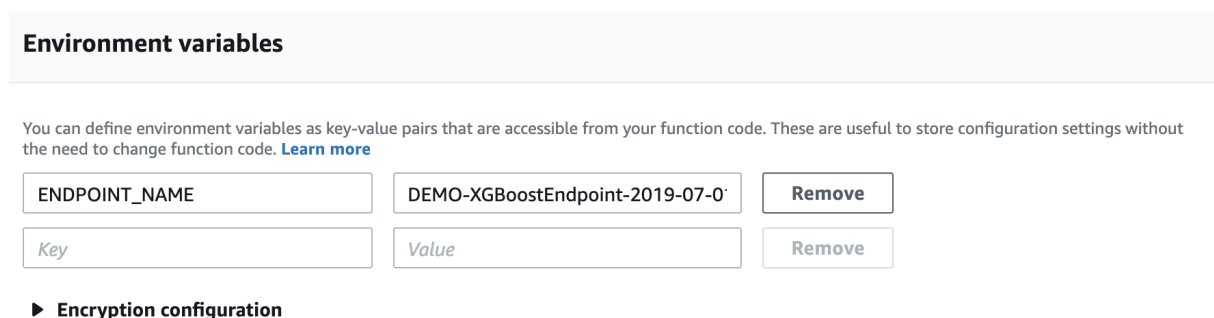 Environment variables
You can define environment variables as key-value pairs that are accessible from your function code. These are useful to store configuration settings without
the need to change function code. Learn more
ENDPOINT_NAME DEMO-XGBoostEndpoint-2019-07-0 Remove
Key Value Remove
Encryption configuration